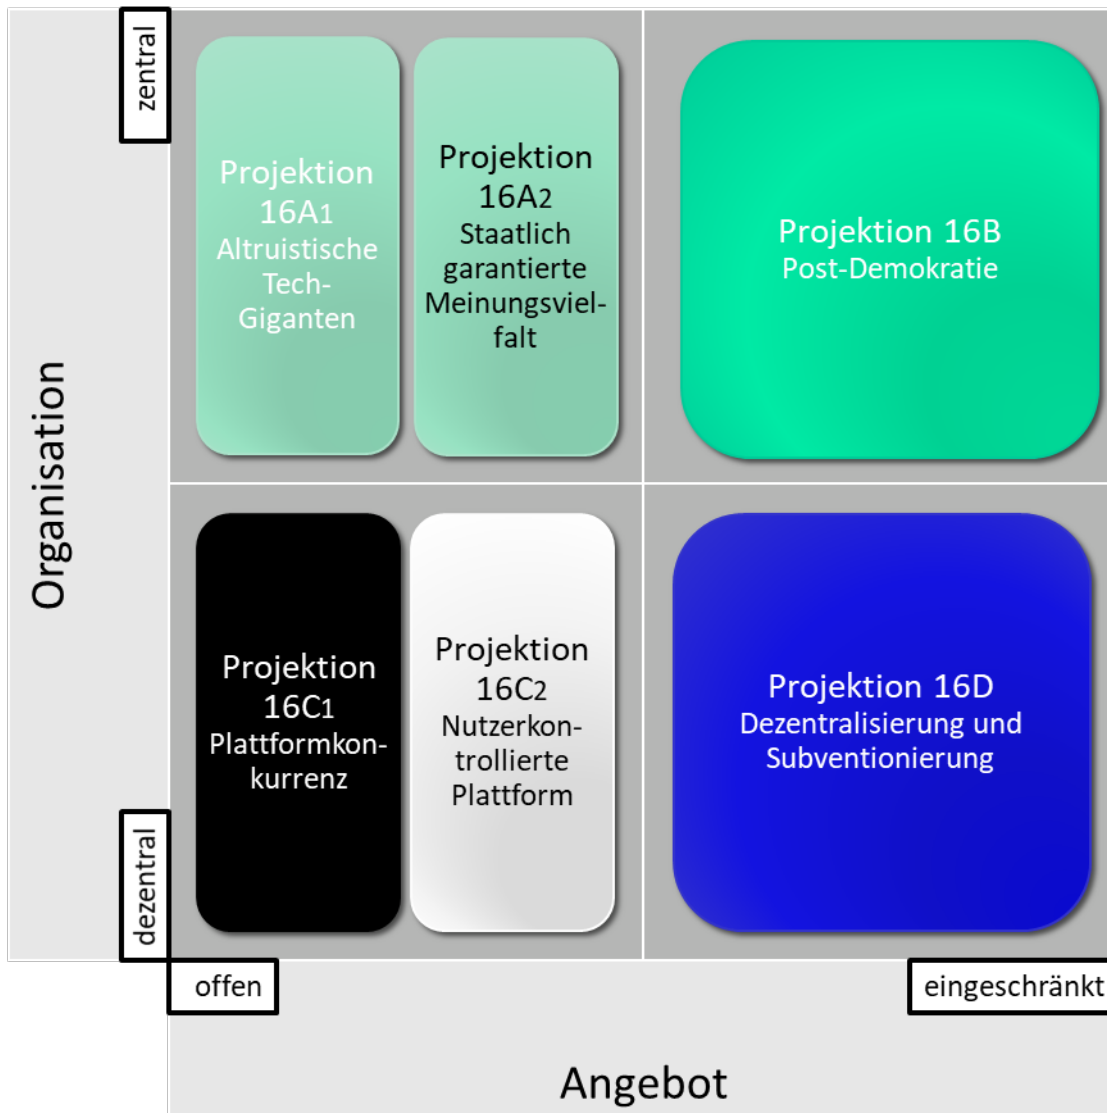 zentral
Projektion
16A1
Altruistische
Tech-
Giganten
Projektion
16A2
Staatlich
garantierte
Meinungsviel-
falt
Projektion 16B
Post-Demokratie
Organisation
Projektion
16C1
Plattformkon-
kurrenz
Projektion
16C2
Nutzerkon-
trollierte
Plattform
Projektion 16D
Dezentralisierung und
Subventionierung
dezentral
offen
eingeschränkt
Angebot